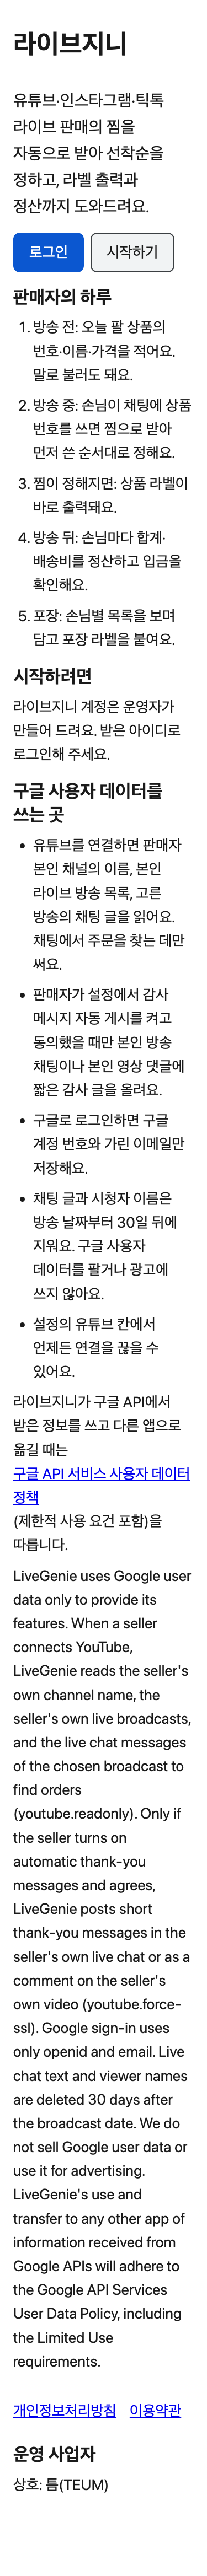 라이브지니
유튜브·인스타그램·틱톡
라이브 판매의 찜을
자동으로 받아 선착순을
정하고, 라벨 출력과
정산까지 도와드려요.
로그인 시작하기
판매자의 하루
1. 방송 전: 오늘 팔 상품의
번호·이름·가격을 적어요.
말로 불러도 돼요.
2. 방송 중: 손님이 채팅에 상품
번호를 쓰면 찜으로 받아
먼저 쓴 순서대로 정해요.
3. 찜이 정해지면: 상품 라벨이
바로 출력돼요.
4. 방송 뒤: 손님마다 합계·
배송비를 정산하고 입금을
확인해요.
5. 포장: 손님별 목록을 보며
담고 포장 라벨을 붙여요.
시작하려면
라이브지니 계정은 운영자가
만들어 드려요. 받은 아이디로
로그인해 주세요.
구글 사용자 데이터를
쓰는 곳
• 유튜브를 연결하면 판매자
본인 채널의 이름, 본인
라이브 방송 목록, 고른
방송의 채팅 글을 읽어요.
채팅에서 주문을 찾는 데만
써요.
• 판매자가 설정에서 감사
메시지 자동 게시를 켜고
동의했을 때만 본인 방송
채팅이나 본인 영상 댓글에
짧은 감사 글을 올려요.
• 구글로 로그인하면 구글
계정 번호와 가린 이메일만
저장해요.
• 채팅 글과 시청자 이름은
방송 날짜부터 30일 뒤에
지워요. 구글 사용자
데이터를 팔거나 광고에
쓰지 않아요.
• 설정의 유튜브 칸에서
언제든 연결을 끊을 수
있어요.
라이브지니가 구글 API에서
받은 정보를 쓰고 다른 앱으로
옮길 때는
구글 API 서비스 사용자 데이터
정책
(제한적 사용 요건 포함)을
따릅니다.
LiveGenie uses Google user
data only to provide its
features. When a seller
connects YouTube,
LiveGenie reads the seller's
own channel name, the
seller's own live broadcasts,
and the live chat messages
of the chosen broadcast to
find orders
(youtube.readonly). Only if
the seller turns on
automatic thank-you
messages and agrees,
LiveGenie posts short
thank-you messages in the
seller's own live chat or as a
comment on the seller's
own video (youtube.force-
ssl). Google sign-in uses
only openid and email. Live
chat text and viewer names
are deleted 30 days after
the broadcast date. We do
not sell Google user data or
use it for advertising.
LiveGenie's use and
transfer to any other app of
information received from
Google APIs will adhere to
the Google API Services
User Data Policy, including
the Limited Use
requirements.
개인정보처리방침 이용약관
운영 사업자
상호: 틈(TEUM)